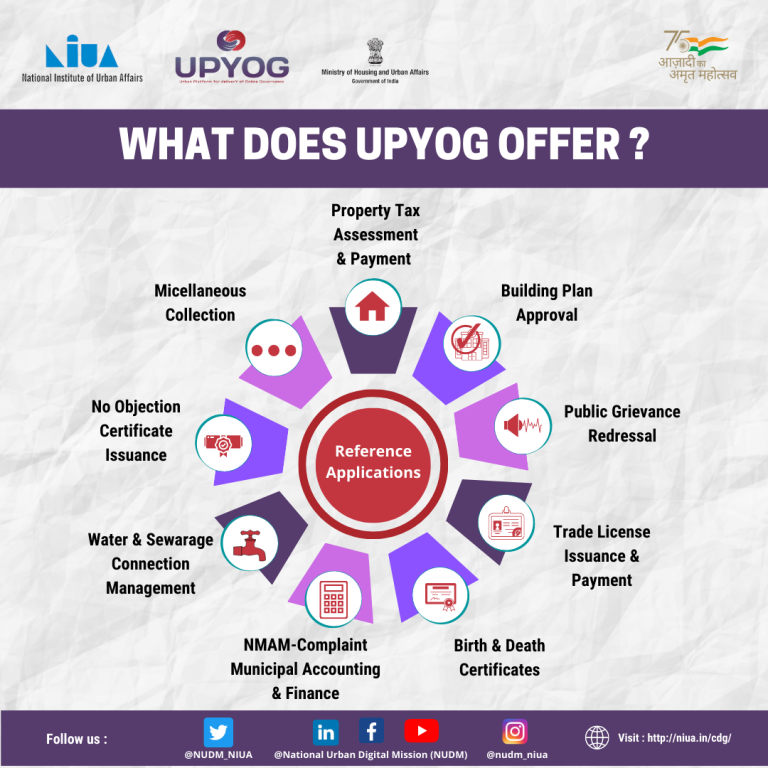 NIUA
National Institute of Urban Affairs
UPYOG
Urban Platform for delivery of Online Governance
Ministry of Housing and Urban Affairs
Government of India
75
आज़ादी का
अमृत महोत्सव
WHAT DOES UPYOG OFFER ?
Property Tax
Assessment
& Payment
Building Plan
Approval
Public Grievance
Redressal
Trade License
Issuance &
Payment
Birth & Death
Certificates
NMAM-Complaint
Municipal Accounting
& Finance
Water & Sewarage
Connection
Management
No Objection
Certificate
Issuance
Micellaneous
Collection
Reference
Applications
Follow us :
@NUDM_NIUA
@National Urban Digital Mission (NUDM)
@nudm_niua
Visit : http://niua.in/cdg/